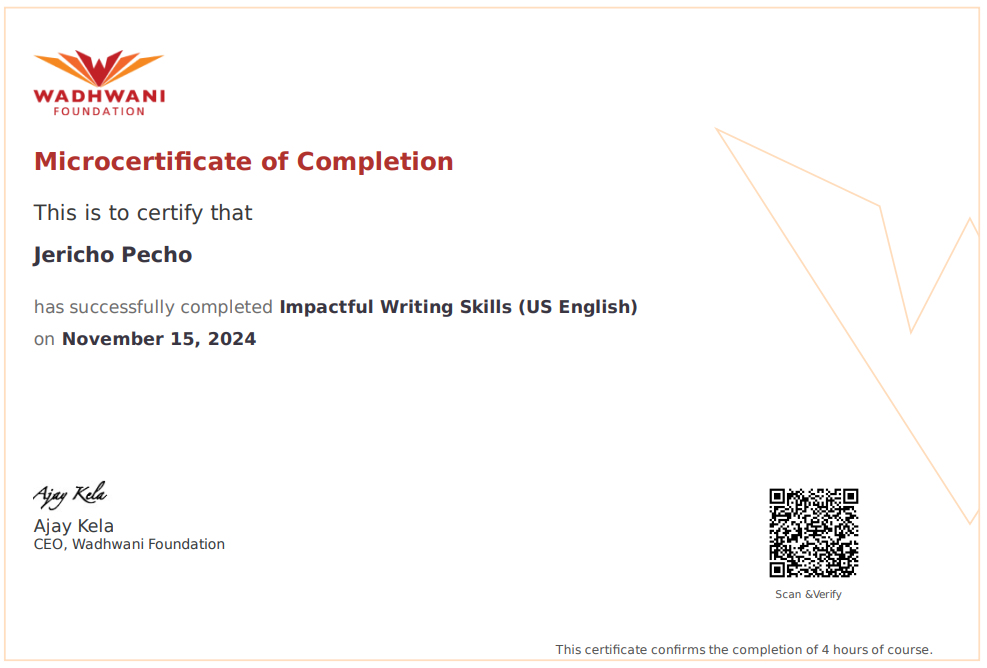 WADHWANI
FOUNDATION
Microcertificate of Completion
This is to certify that
Jericho Pecho
has successfully completed Impactful Writing Skills (US English)
on November 15, 2024
Ajay Kela
Ajay Kela
CEO, Wadhwani Foundation
Scan &Verify
This certificate confirms the completion of 4 hours of course.